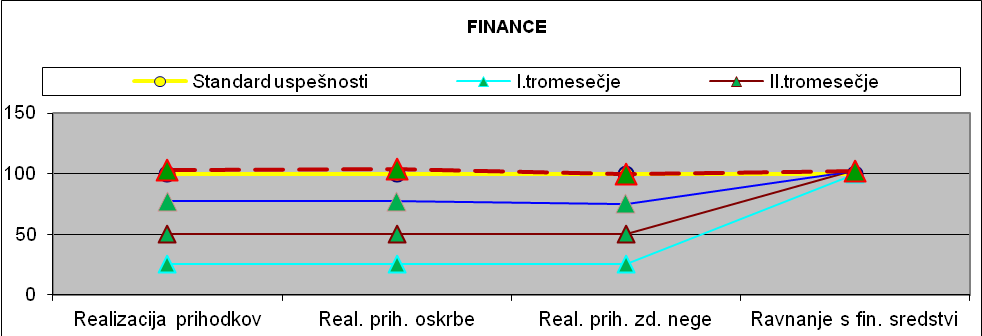 FINANCE
Standard uspešnosti I.tromesečje II.tromesečje
150
100
50
0
Realizacija prihodkov Real. prih. oskrbe Real. prih. zd. nege Ravnanje s fin. sredstvi